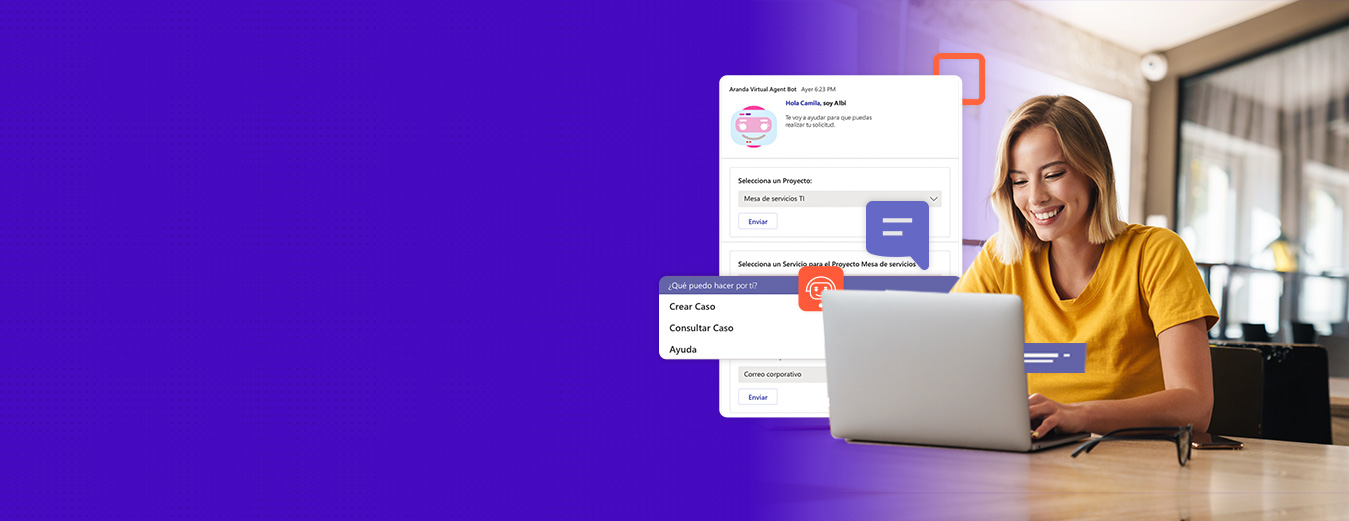 Aranda Virtual Agent Bot Ayer 6:23 PM
Hola Camila, soy Albi
Te voy a ayudar para que puedas
realizar tu solicitud.
Selecciona un Proyecto:
Mesa de servicios TI
Enviar
Selecciona un Servicio para el Proyecto Mesa de servicios
¿Qué puedo hacer por ti?
Crear Caso
Consultar Caso
Ayuda
Correo corporativo
Enviar